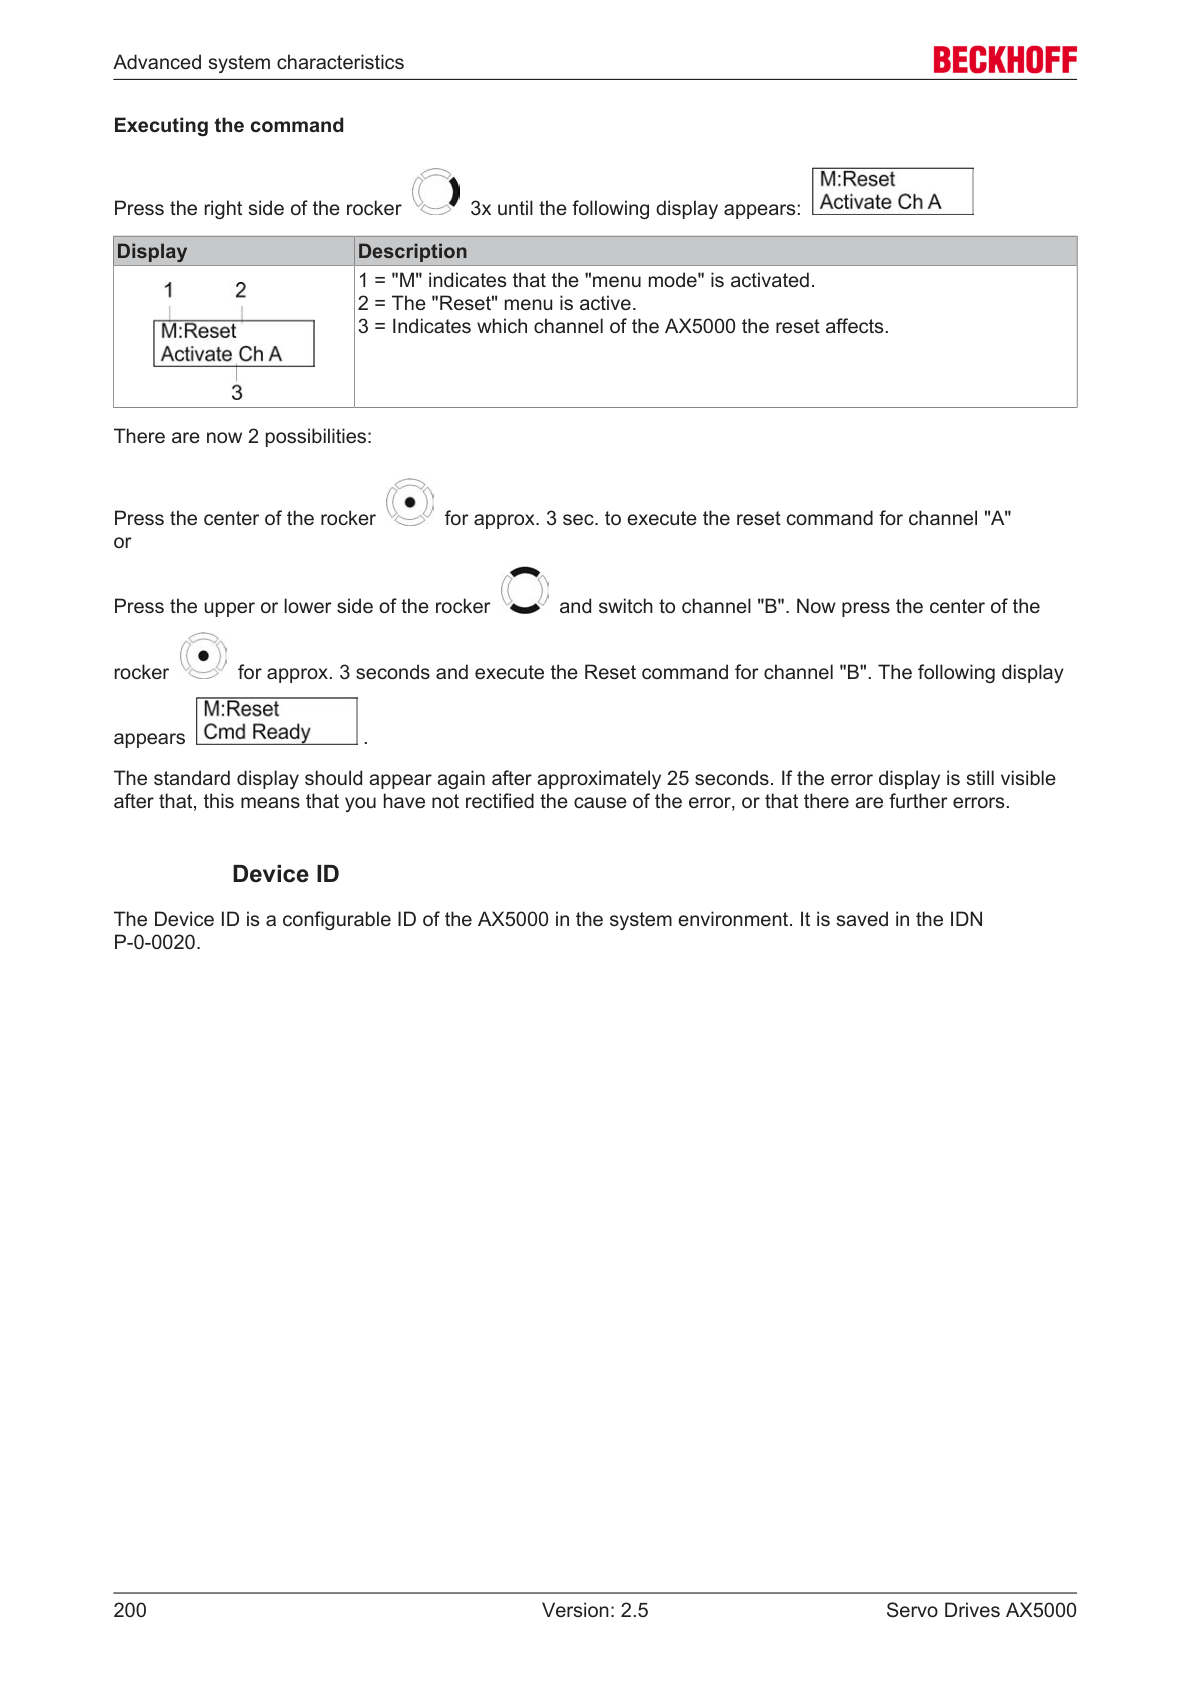 Advanced system characteristics
BECKHOFF
Executing the command
Press the right side of the rocker 3x until the following display appears:
M:Reset
Activate Ch A
Display Description
1 2
M:Reset
Activate Ch A
3
1 = "M" indicates that the "menu mode" is activated.
2 = The "Reset" menu is active.
3 = Indicates which channel of the AX5000 the reset affects.
There are now 2 possibilities:
Press the center of the rocker for approx. 3 sec. to execute the reset command for channel "A"
or
Press the upper or lower side of the rocker and switch to channel "B". Now press the center of the
rocker for approx. 3 seconds and execute the Reset command for channel "B". The following display
M:Reset
Cmd Ready
appears .
The standard display should appear again after approximately 25 seconds. If the error display is still visible
after that, this means that you have not rectified the cause of the error, or that there are further errors.
Device ID
The Device ID is a configurable ID of the AX5000 in the system environment. It is saved in the IDN
P-0-0020.
200 Version: 2.5 Servo Drives AX5000